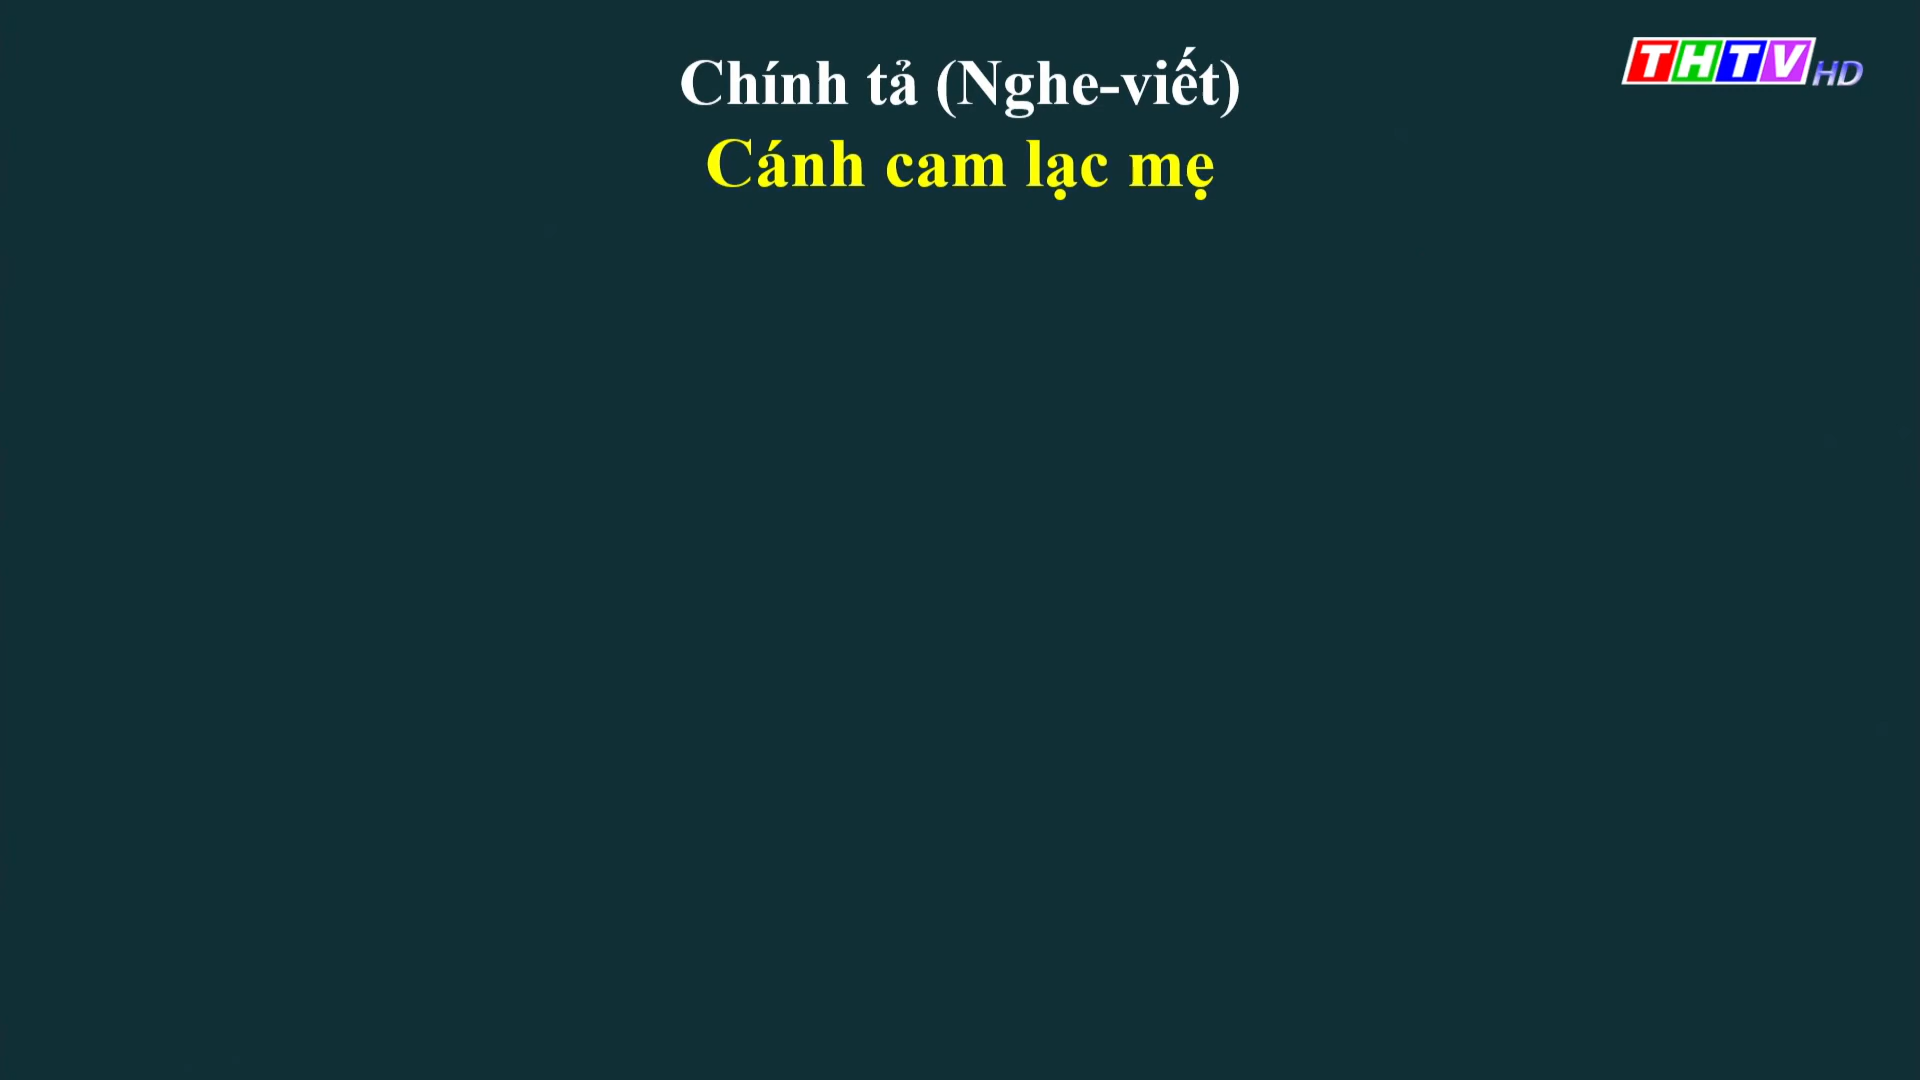 THTV HD
Chính tả (Nghe-viết)
Cánh cam lạc mẹ